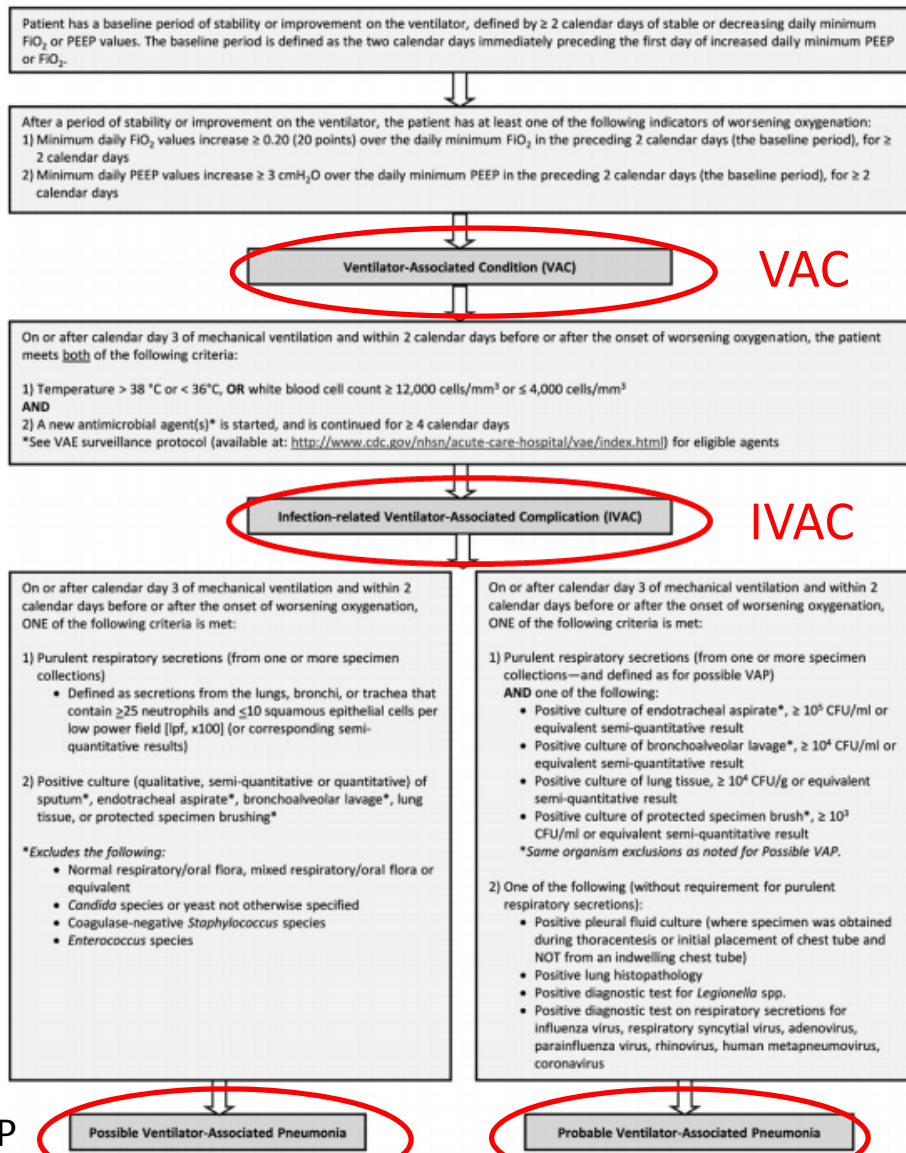 Patient has a baseline period of stability or improvement on the ventilator, defined by ≥ 2 calendar days of stable or decreasing daily minimum
FiO₂ or PEEP values. The baseline period is defined as the two calendar days immediately preceding the first day of increased daily minimum PEEP
or FiO₂.
After a period of stability or improvement on the ventilator, the patient has at least one of the following indicators of worsening oxygenation:
1) Minimum daily FiO₂ values increase ≥ 0.20 (20 points) over the daily minimum FiO₂ in the preceding 2 calendar days (the baseline period), for ≥
2 calendar days
2) Minimum daily PEEP values increase ≥ 3 cmH₂O over the daily minimum PEEP in the preceding 2 calendar days (the baseline period), for ≥ 2
calendar days
Ventilator-Associated Condition (VAC)
VAC
On or after calendar day 3 of mechanical ventilation and within 2 calendar days before or after the onset of worsening oxygenation, the patient
meets both of the following criteria:
1) Temperature > 38 °C or < 36°C, OR white blood cell count ≥ 12,000 cells/mm³ or ≤ 4,000 cells/mm³
AND
2) A new antimicrobial agent(s)* is started, and is continued for ≥ 4 calendar days
*See VAE surveillance protocol (available at: http://www.cdc.gov/nhsn/acute-care-hospital/vae/index.html) for eligible agents
Infection-related Ventilator-Associated Complication (IVAC)
IVAC
On or after calendar day 3 of mechanical ventilation and within 2
calendar days before or after the onset of worsening oxygenation,
ONE of the following criteria is met:
1) Purulent respiratory secretions (from one or more specimen
collections)
• Defined as secretions from the lungs, bronchi, or trachea that
contain ≥25 neutrophils and ≤10 squamous epithelial cells per
low power field [lpf, x100] (or corresponding semi-
quantitative results)
2) Positive culture (qualitative, semi-quantitative or quantitative) of
sputum*, endotracheal aspirate*, bronchoalveolar lavage*, lung
tissue, or protected specimen brushing*
*Excludes the following:
• Normal respiratory/oral flora, mixed respiratory/oral flora or
equivalent
• Candida species or yeast not otherwise specified
• Coagulase-negative Staphylococcus species
• Enterococcus species
On or after calendar day 3 of mechanical ventilation and within 2
calendar days before or after the onset of worsening oxygenation,
ONE of the following criteria is met:
1) Purulent respiratory secretions (from one or more specimen
collections—and defined as for possible VAP)
AND one of the following:
• Positive culture of endotracheal aspirate*, ≥ 10⁵ CFU/ml or
equivalent semi-quantitative result
• Positive culture of bronchoalveolar lavage*, ≥ 10⁴ CFU/ml or
equivalent semi-quantitative result
• Positive culture of lung tissue, ≥ 10⁴ CFU/g or equivalent
semi-quantitative result
• Positive culture of protected specimen brush*, ≥ 10³
CFU/ml or equivalent semi-quantitative result
*Same organism exclusions as noted for Possible VAP.
2) One of the following (without requirement for purulent
respiratory secretions):
• Positive pleural fluid culture (where specimen was obtained
during thoracentesis or initial placement of chest tube and
NOT from an indwelling chest tube)
• Positive lung histopathology
• Positive diagnostic test for Legionella spp.
• Positive diagnostic test on respiratory secretions for
influenza virus, respiratory syncytial virus, adenovirus,
parainfluenza virus, rhinovirus, human metapneumovirus,
coronavirus
P
Possible Ventilator-Associated Pneumonia
Probable Ventilator-Associated Pneumonia